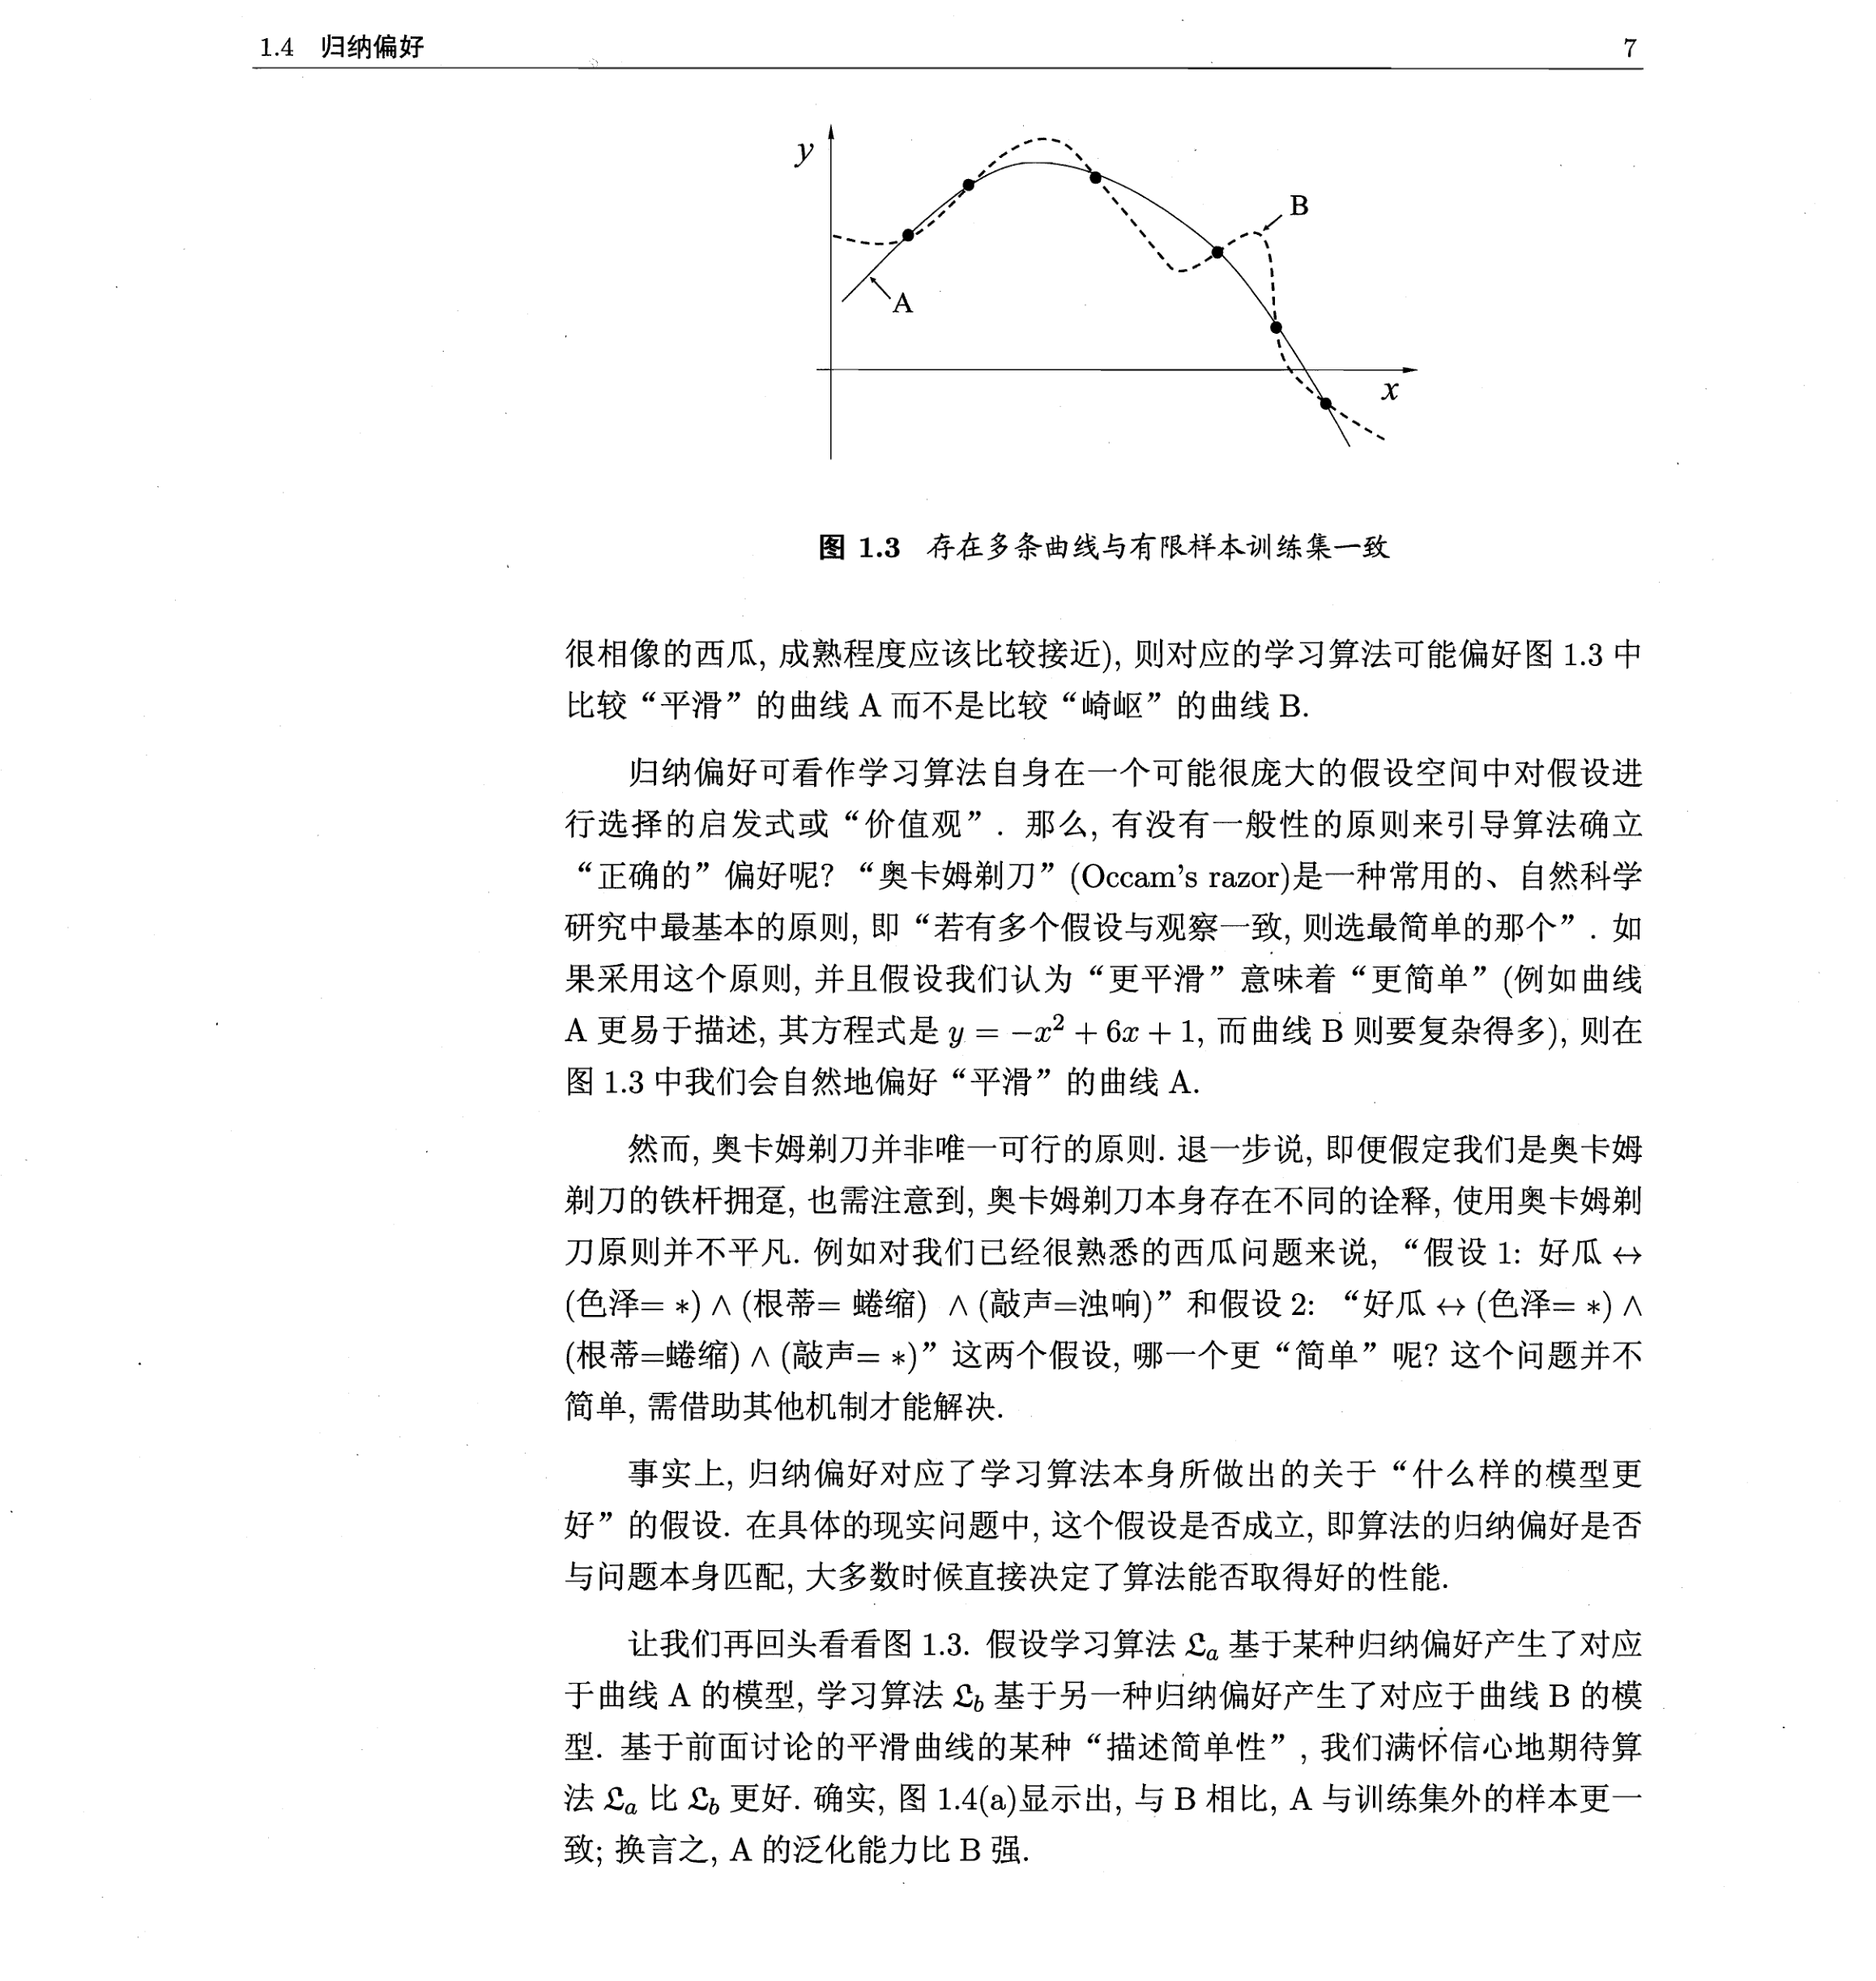 1.4 归纳偏好 7
y
B
A
x
图 1.3 存在多条曲线与有限样本训练集一致
很相像的西瓜, 成熟程度应该比较接近), 则对应的学习算法可能偏好图 1.3 中
比较“平滑”的曲线 A 而不是比较“崎岖”的曲线 B.
归纳偏好可看作学习算法自身在一个可能很庞大的假设空间中对假设进
行选择的启发式或“价值观”. 那么, 有没有一般性的原则来引导算法确立
“正确的”偏好呢? “奥卡姆剃刀” (Occam's razor)是一种常用的、自然科学
研究中最基本的原则, 即“若有多个假设与观察一致, 则选最简单的那个”. 如
果采用这个原则, 并且假设我们认为“更平滑”意味着“更简单” (例如曲线
A 更易于描述, 其方程式是 y = −x² + 6x + 1, 而曲线 B 则要复杂得多), 则在
图 1.3 中我们会自然地偏好“平滑”的曲线 A.
然而, 奥卡姆剃刀并非唯一可行的原则. 退一步说, 即便假定我们是奥卡姆
剃刀的铁杆拥趸, 也需注意到, 奥卡姆剃刀本身存在不同的诠释, 使用奥卡姆剃
刀原则并不平凡. 例如对我们已经很熟悉的西瓜问题来说, “假设 1: 好瓜 ↔
(色泽= *) ∧ (根蒂= 蜷缩) ∧ (敲声=浊响)” 和假设 2: “好瓜 ↔ (色泽= *) ∧
(根蒂=蜷缩) ∧ (敲声= *)” 这两个假设, 哪一个更“简单”呢? 这个问题并不
简单, 需借助其他机制才能解决.
事实上, 归纳偏好对应了学习算法本身所做出的关于“什么样的模型更
好”的假设. 在具体的现实问题中, 这个假设是否成立, 即算法的归纳偏好是否
与问题本身匹配, 大多数时候直接决定了算法能否取得好的性能.
让我们再回头看看图 1.3. 假设学习算法 𝔏a 基于某种归纳偏好产生了对应
于曲线 A 的模型, 学习算法 𝔏b 基于另一种归纳偏好产生了对应于曲线 B 的模
型. 基于前面讨论的平滑曲线的某种“描述简单性”, 我们满怀信心地期待算
法 𝔏a 比 𝔏b 更好. 确实, 图 1.4(a)显示出, 与 B 相比, A 与训练集外的样本更一
致; 换言之, A 的泛化能力比 B 强.